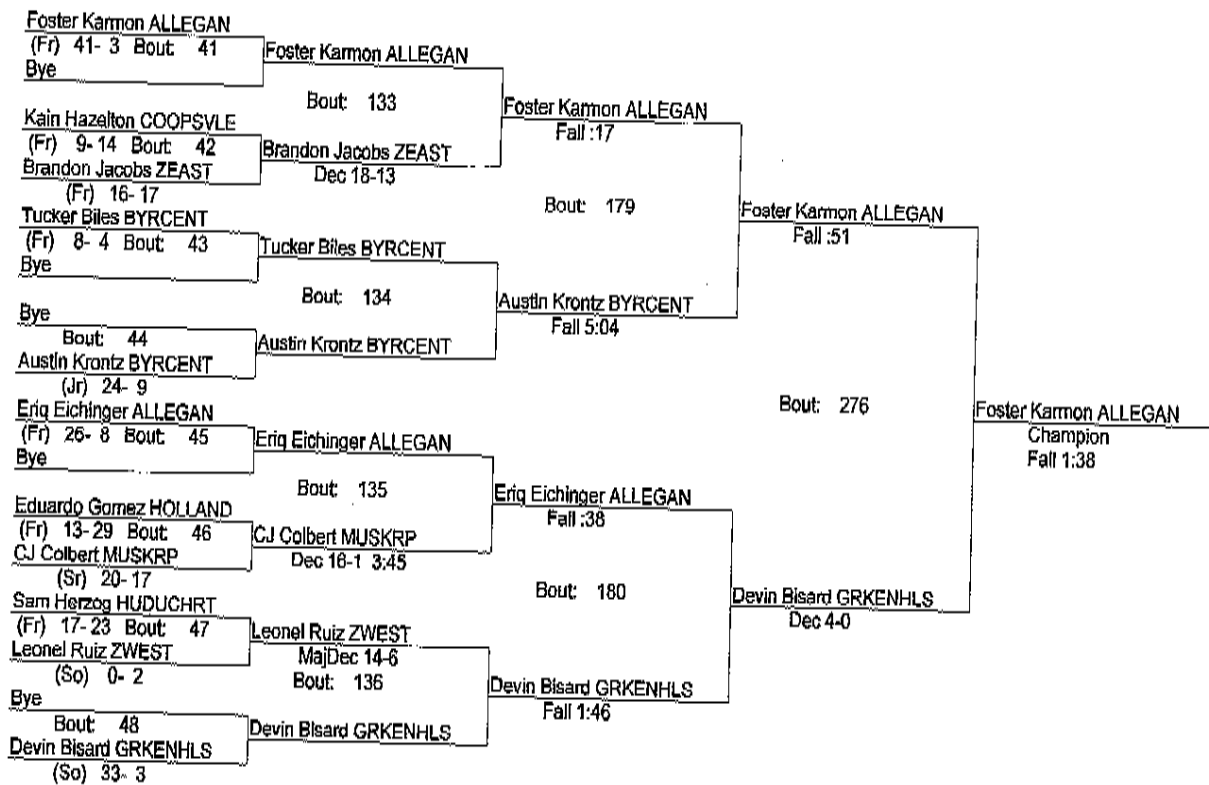 Foster Karmon ALLEGAN
(Fr) 41- 3 Bout: 41
Bye
Kain Hazelton COOPSVLE
(Fr) 9- 14 Bout: 42
Brandon Jacobs ZEAST
(Fr) 16- 17
Tucker Biles BYRCENT
(Fr) 8- 4 Bout: 43
Bye
Bye
Bout: 44
Austin Krontz BYRCENT
(Jr) 24- 9
Eriq Eichinger ALLEGAN
(Fr) 26- 8 Bout: 45
Bye
Eduardo Gomez HOLLAND
(Fr) 13- 29 Bout: 46
CJ Colbert MUSKRP
(Sr) 20- 17
Sam Herzog HUDUCHRT
(Fr) 17- 23 Bout: 47
Leonel Ruiz ZWEST
(So) 0- 2
Bye
Bout: 48
Devin Bisard GRKENHLS
(So) 33- 3
Foster Karmon ALLEGAN
Bout: 133
Brandon Jacobs ZEAST
Dec 18-13
Tucker Biles BYRCENT
Bout: 134
Austin Krontz BYRCENT
Eriq Eichinger ALLEGAN
Bout: 135
CJ Colbert MUSKRP
Dec 16-1 3:45
Leonel Ruiz ZWEST
MajDec 14-6
Bout: 136
Devin Bisard GRKENHLS
Foster Karmon ALLEGAN
Fall :17
Bout: 179
Austin Krontz BYRCENT
Fall 5:04
Eriq Eichinger ALLEGAN
Fall :38
Bout: 180
Devin Bisard GRKENHLS
Fall 1:46
Foster Karmon ALLEGAN
Fall :51
Bout: 276
Devin Bisard GRKENHLS
Dec 4-0
Foster Karmon ALLEGAN
Champion
Fall 1:38